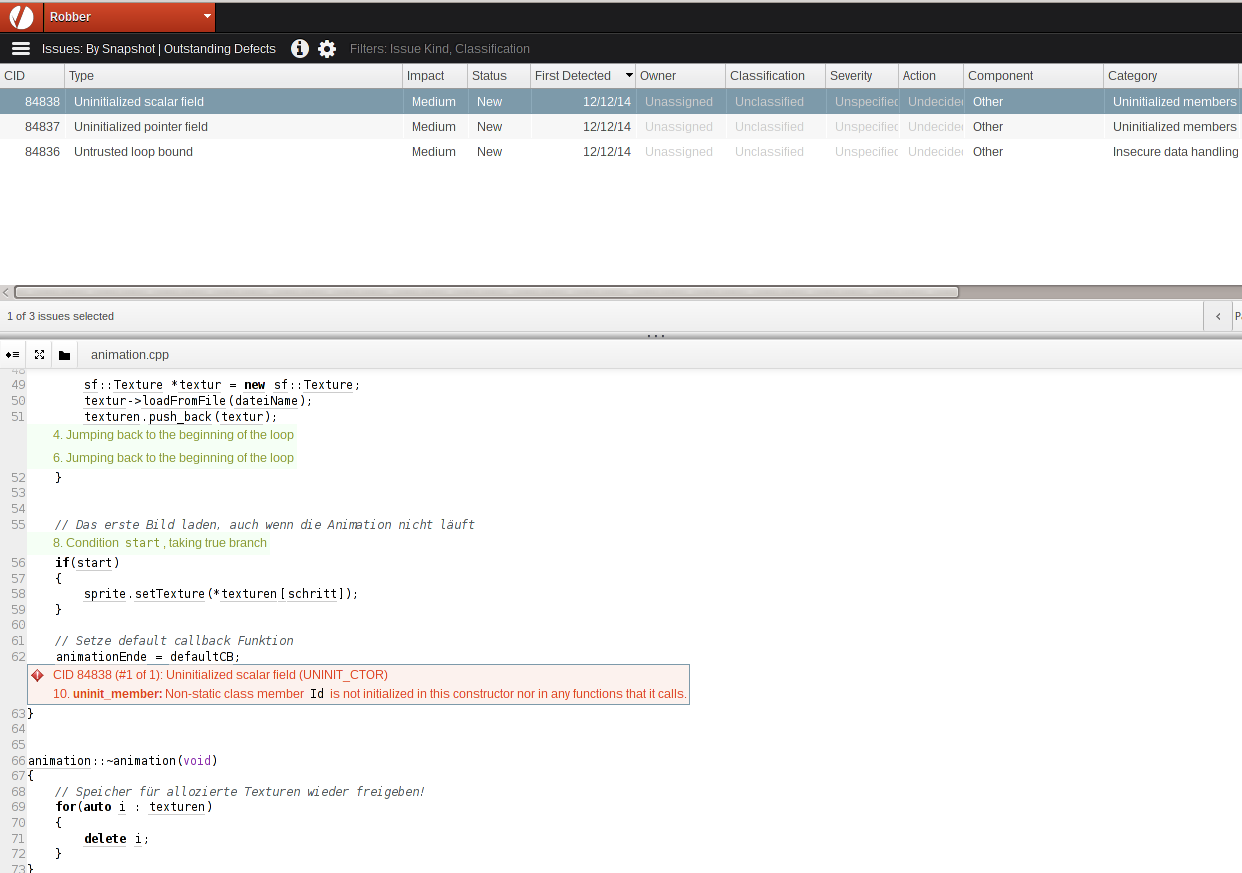 Robber
Issues: By Snapshot | Outstanding Defects
Filters: Issue Kind, Classification
CID Type Impact Status First Detected Owner Classification Severity Action Component Category
84838 Uninitialized scalar field Medium New 12/12/14 Unassigned Unclassified Unspecified Undecided Other Uninitialized members
84837 Uninitialized pointer field Medium New 12/12/14 Unassigned Unclassified Unspecified Undecided Other Uninitialized members
84836 Untrusted loop bound Medium New 12/12/14 Unassigned Unclassified Unspecified Undecided Other Insecure data handling
1 of 3 issues selected
animation.cpp
48
49 sf::Texture *textur = new sf::Texture;
50 textur->loadFromFile(dateiName);
51 texturen.push_back(textur);
4. Jumping back to the beginning of the loop
6. Jumping back to the beginning of the loop
52 }
53
54
55 // Das erste Bild laden, auch wenn die Animation nicht läuft
8. Condition start, taking true branch
56 if(start)
57 {
58 sprite.setTexture(*texturen[schritt]);
59 }
60
61 // Setze default callback Funktion
62 animationEnde = defaultCB;
CID 84838 (#1 of 1): Uninitialized scalar field (UNINIT_CTOR)
10. uninit_member: Non-static class member Id is not initialized in this constructor nor in any functions that it calls.
63 }
64
65
66 animation::~animation(void)
67 {
68 // Speicher für allozierte Texturen wieder freigeben!
69 for(auto i : texturen)
70 {
71 delete i;
72 }
73 }